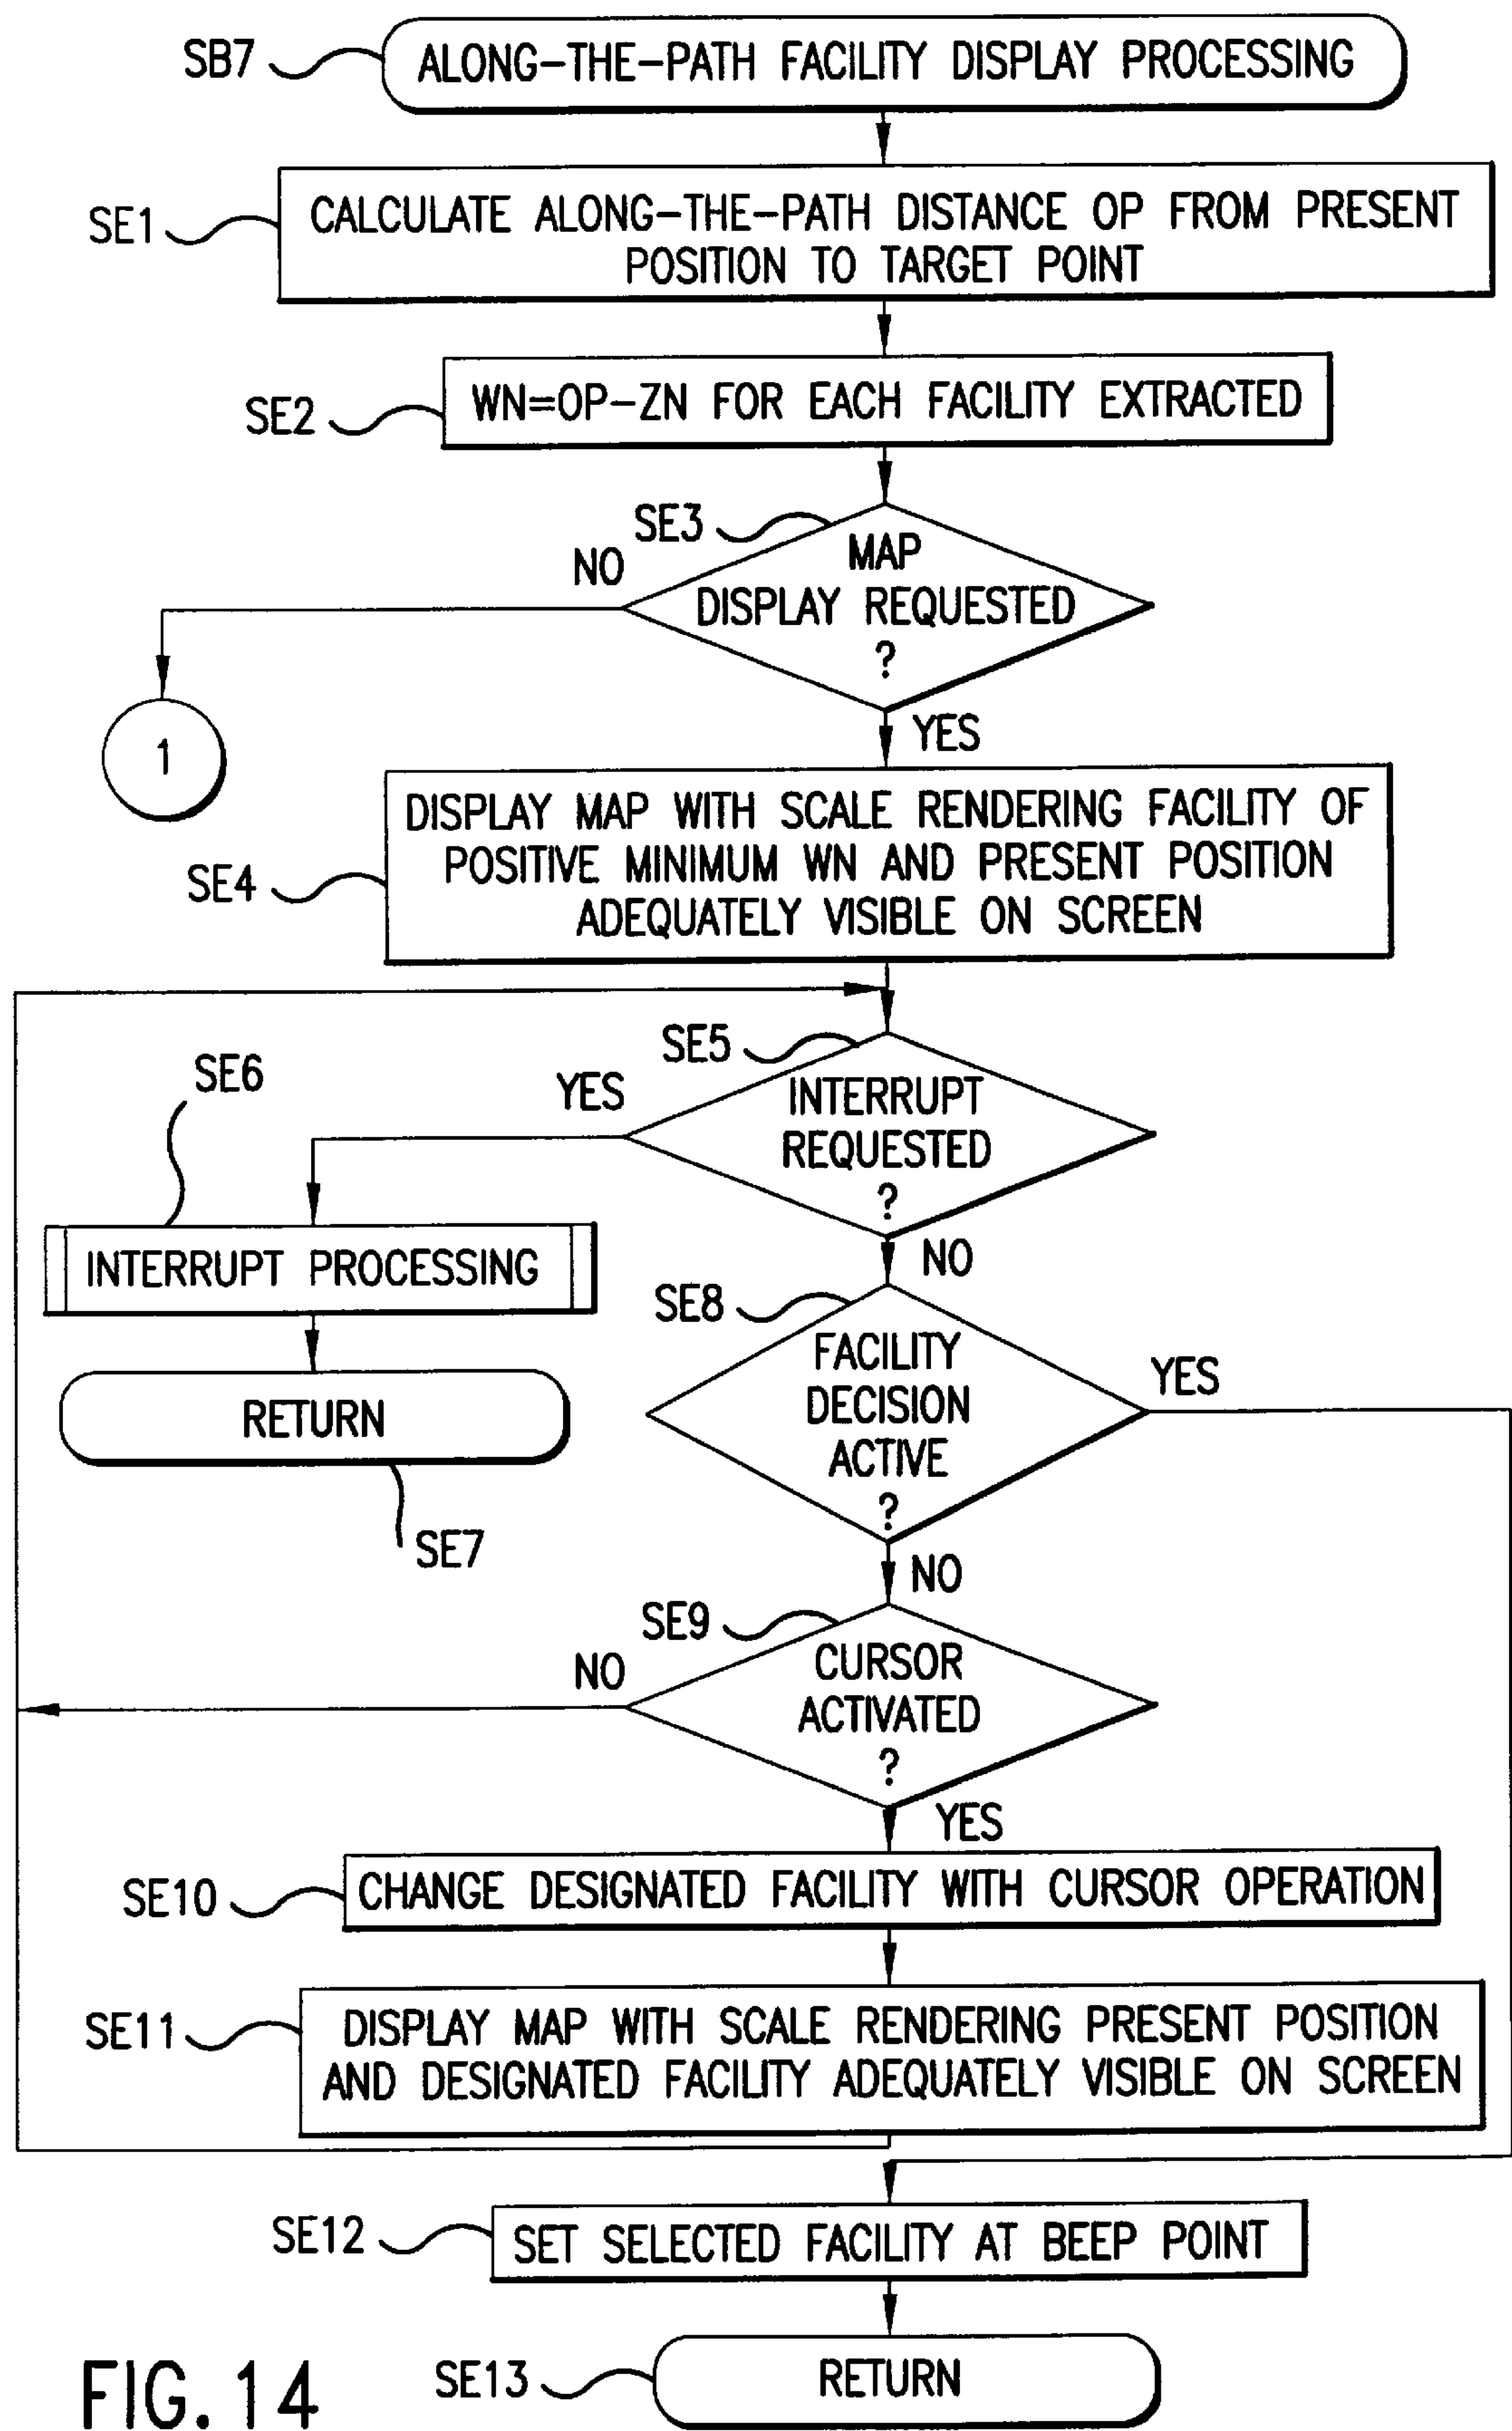 SB7
ALONG-THE-PATH FACILITY DISPLAY PROCESSING
SE1
CALCULATE ALONG-THE-PATH DISTANCE OP FROM PRESENT
POSITION TO TARGET POINT
SE2
WN=OP-ZN FOR EACH FACILITY EXTRACTED
SE3
MAP
DISPLAY REQUESTED
?
NO
1
YES
SE4
DISPLAY MAP WITH SCALE RENDERING FACILITY OF
POSITIVE MINIMUM WN AND PRESENT POSITION
ADEQUATELY VISIBLE ON SCREEN
SE5
INTERRUPT
REQUESTED
?
YES
SE6
INTERRUPT PROCESSING
RETURN
SE7
NO
SE8
FACILITY
DECISION
ACTIVE
?
YES
NO
SE9
CURSOR
ACTIVATED
?
NO
YES
SE10
CHANGE DESIGNATED FACILITY WITH CURSOR OPERATION
SE11
DISPLAY MAP WITH SCALE RENDERING PRESENT POSITION
AND DESIGNATED FACILITY ADEQUATELY VISIBLE ON SCREEN
SE12
SET SELECTED FACILITY AT BEEP POINT
SE13
RETURN
FIG. 14